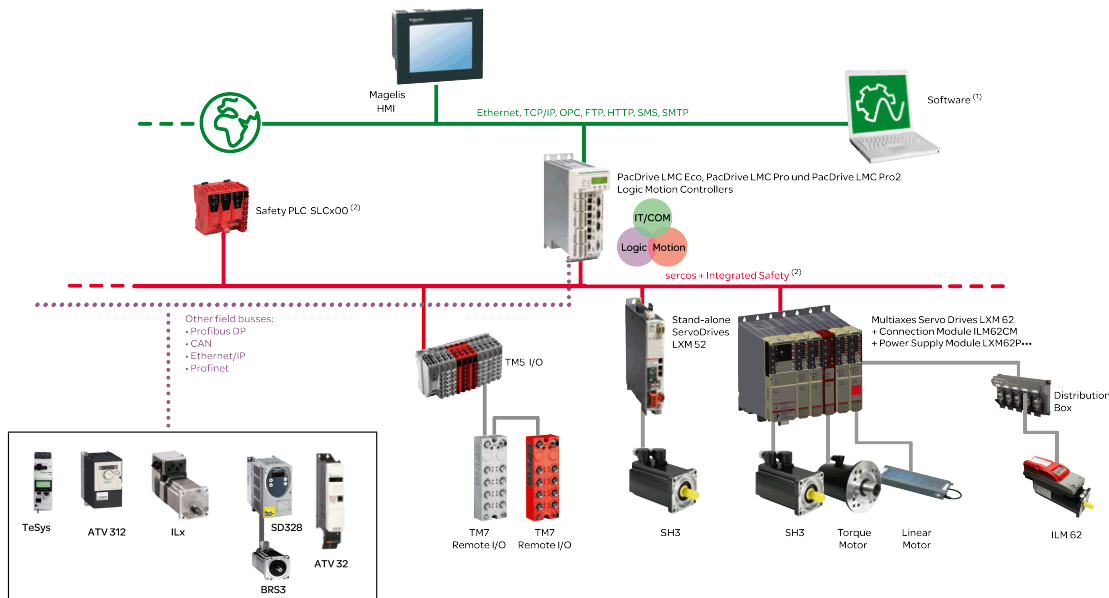 Magelis
HMI
Ethernet, TCP/IP, OPC, FTP, HTTP, SMS, SMTP
Software (1)
PacDrive LMC Eco, PacDrive LMC Pro und PacDrive LMC Pro2
Logic Motion Controllers
Safety PLC SLCx00 (2)
IT/COM
Logic
Motion
sercos + Integrated Safety (2)
Other field busses:
• Profibus DP
• CAN
• Ethernet/IP
• Profinet
Stand-alone
ServoDrives
LXM 52
Multiaxes Servo Drives LXM 62
+ Connection Module ILM62CM
+ Power Supply Module LXM62P•••
TM5 I/O
Distribution
Box
TeSys
ATV 312
ILx
SD328
ATV 32
BRS3
TM7
Remote I/O
TM7
Remote I/O
SH3
SH3
Torque
Motor
Linear
Motor
ILM 62